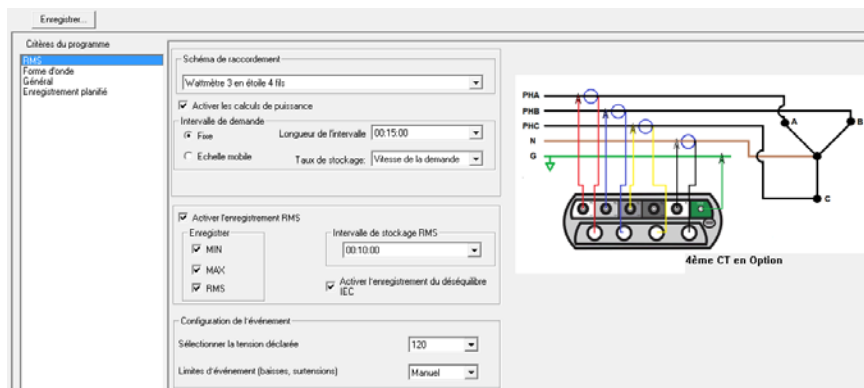 Enregistrer...
Critères du programme
RMS
Forme d'onde
Général
Enregistrement planifié
Schéma de raccordement
Wattmètre 3 en étoile 4 fils
Activer les calculs de puissance
Intervalle de demande
Fixe
Longueur de l'intervalle
00:15:00
Echelle mobile
Taux de stockage:
Vitesse de la demande
Activer l'enregistrement RMS
Enregistrer
MIN
MAX
RMS
Intervalle de stockage RMS
00:10:00
Activer l'enregistrement du déséquilibre
IEC
Configuration de l'événement
Sélectionner la tension déclarée
120
Limites d'événement (baisses, surtensions)
Manuel
PHA
PHB
PHC
N
G
A
B
C
4ème CT en Option